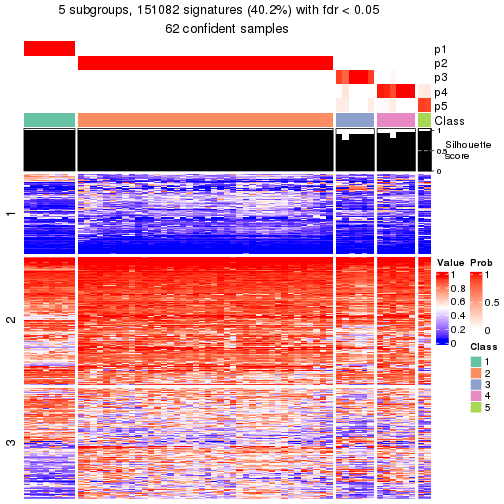 5 subgroups, 151082 signatures (40.2%) with fdr < 0.05
62 confident samples
p1
p2
p3
p4
p5
Class
1
0.5
0
Silhouette
score
1
2
3
Value
1
0.8
0.6
0.4
0.2
0
Prob
1
0.5
0
Class
1
2
3
4
5